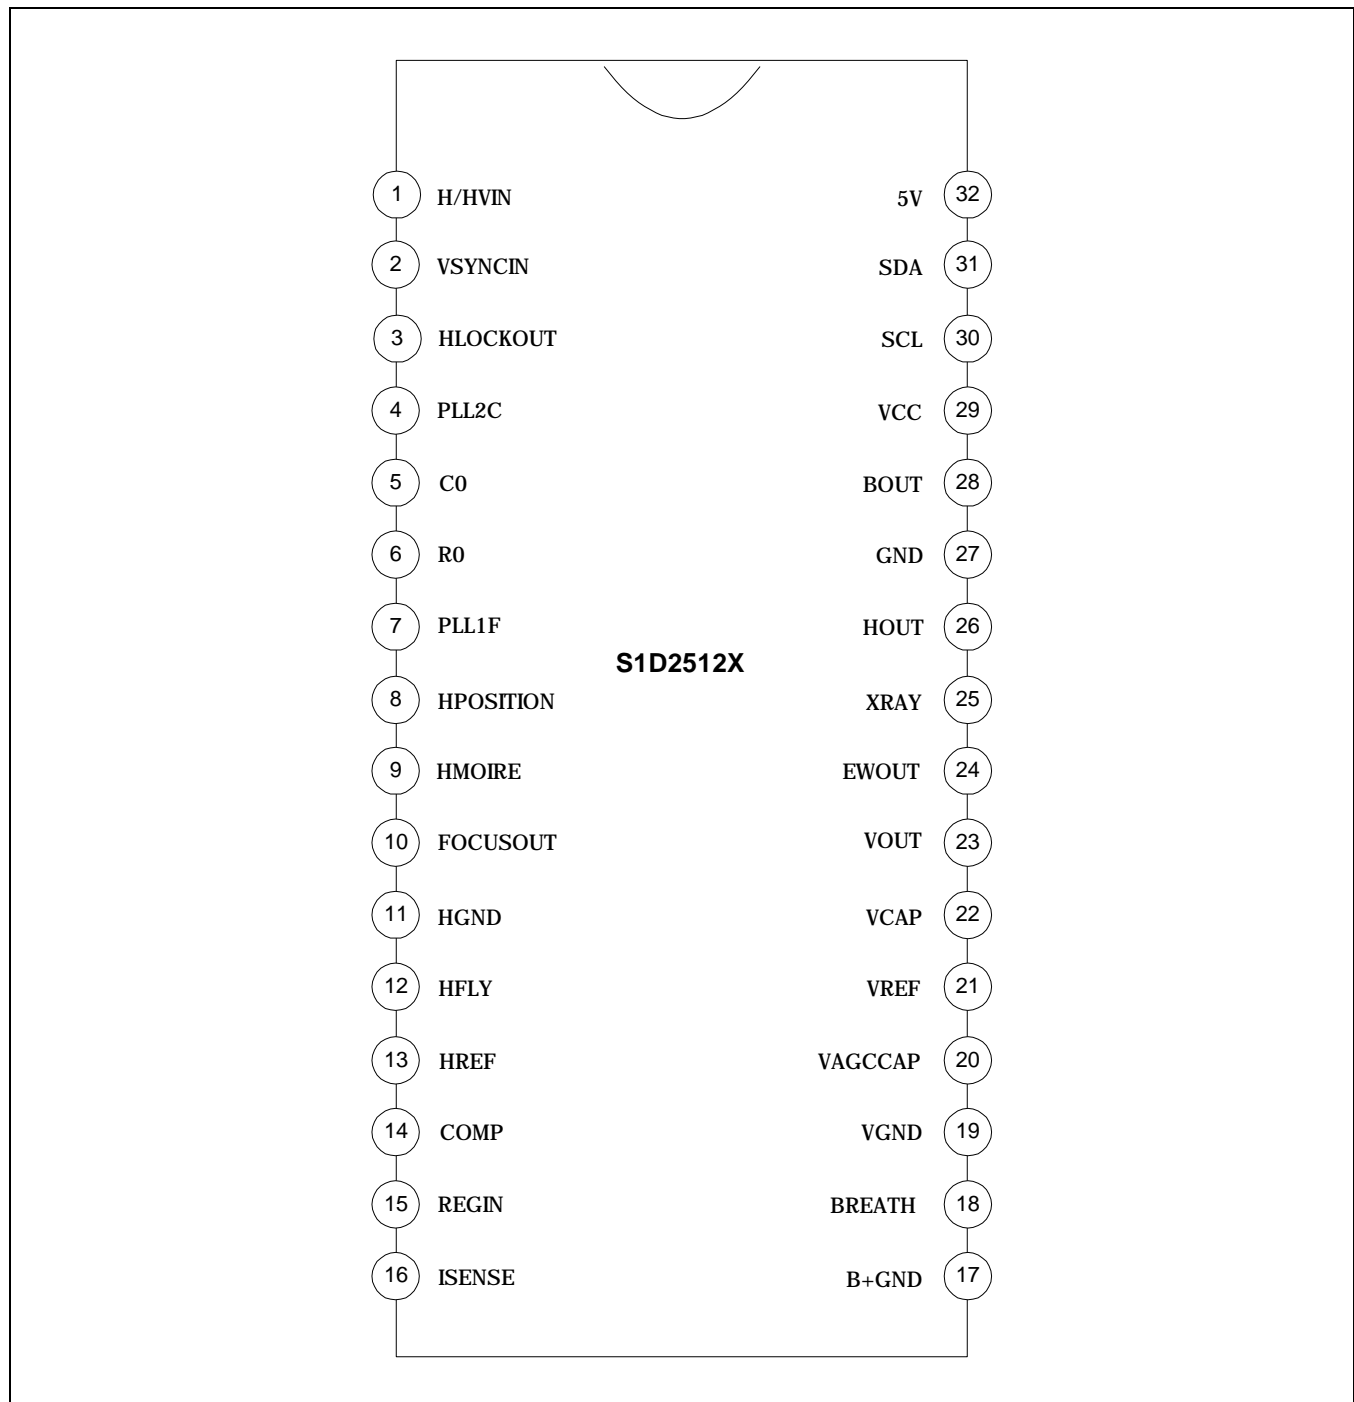 1 H/HVIN 5V 32
2 VSYNCIN SDA 31
3 HLOCKOUT SCL 30
4 PLL2C VCC 29
5 C0 BOUT 28
6 R0 GND 27
7 PLL1F HOUT 26
S1D2512X
8 HPOSITION XRAY 25
9 HMOIRE EWOUT 24
10 FOCUSOUT VOUT 23
11 HGND VCAP 22
12 HFLY VREF 21
13 HREF VAGCCAP 20
14 COMP VGND 19
15 REGIN BREATH 18
16 ISENSE B+GND 17